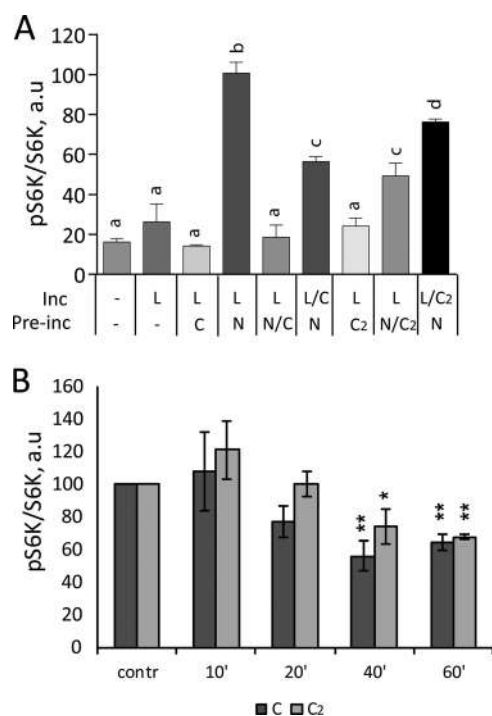 A
pS6K/S6K, a.u
120
100
80
60
40
20
0
a
a
a
b
a
c
a
c
d
Inc - L L L L L/C L L L/C2
Pre-inc - - C N N/C N C2 N/C2 N
B
pS6K/S6K, a.u
160
140
120
100
80
60
40
20
0
**
*
**
**
contr 10' 20' 40' 60'
C C2